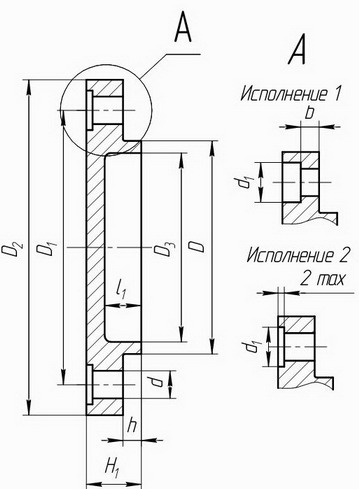 A
A
Исполнение 1
b
d₁
D₂
D₁
l₁
D₃
D
Исполнение 2
2 max
d₁
d
h
H₁